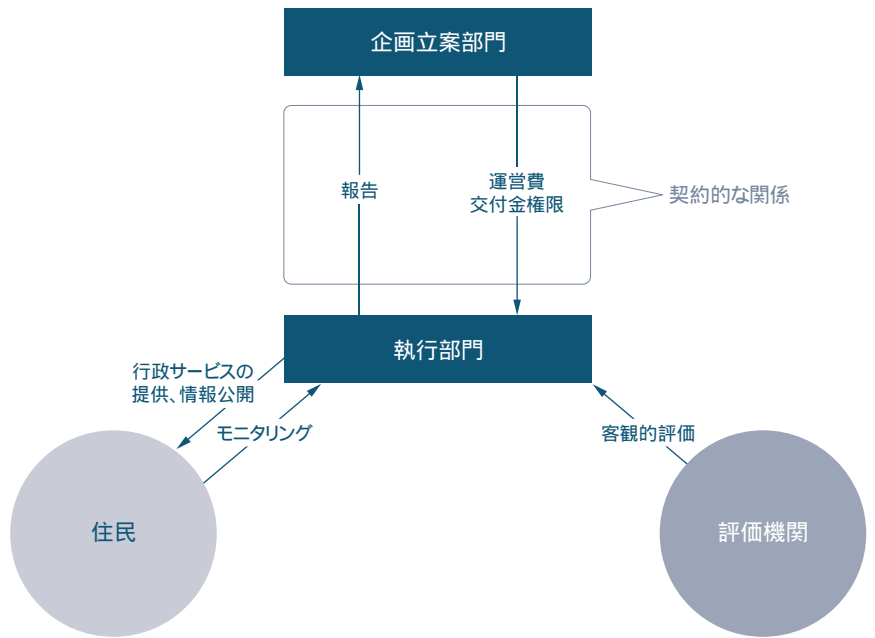 企画立案部門
報告
運営費
交付金権限
契約的な関係
執行部門
行政サービスの
提供、情報公開
モニタリング
客観的評価
住民
評価機関